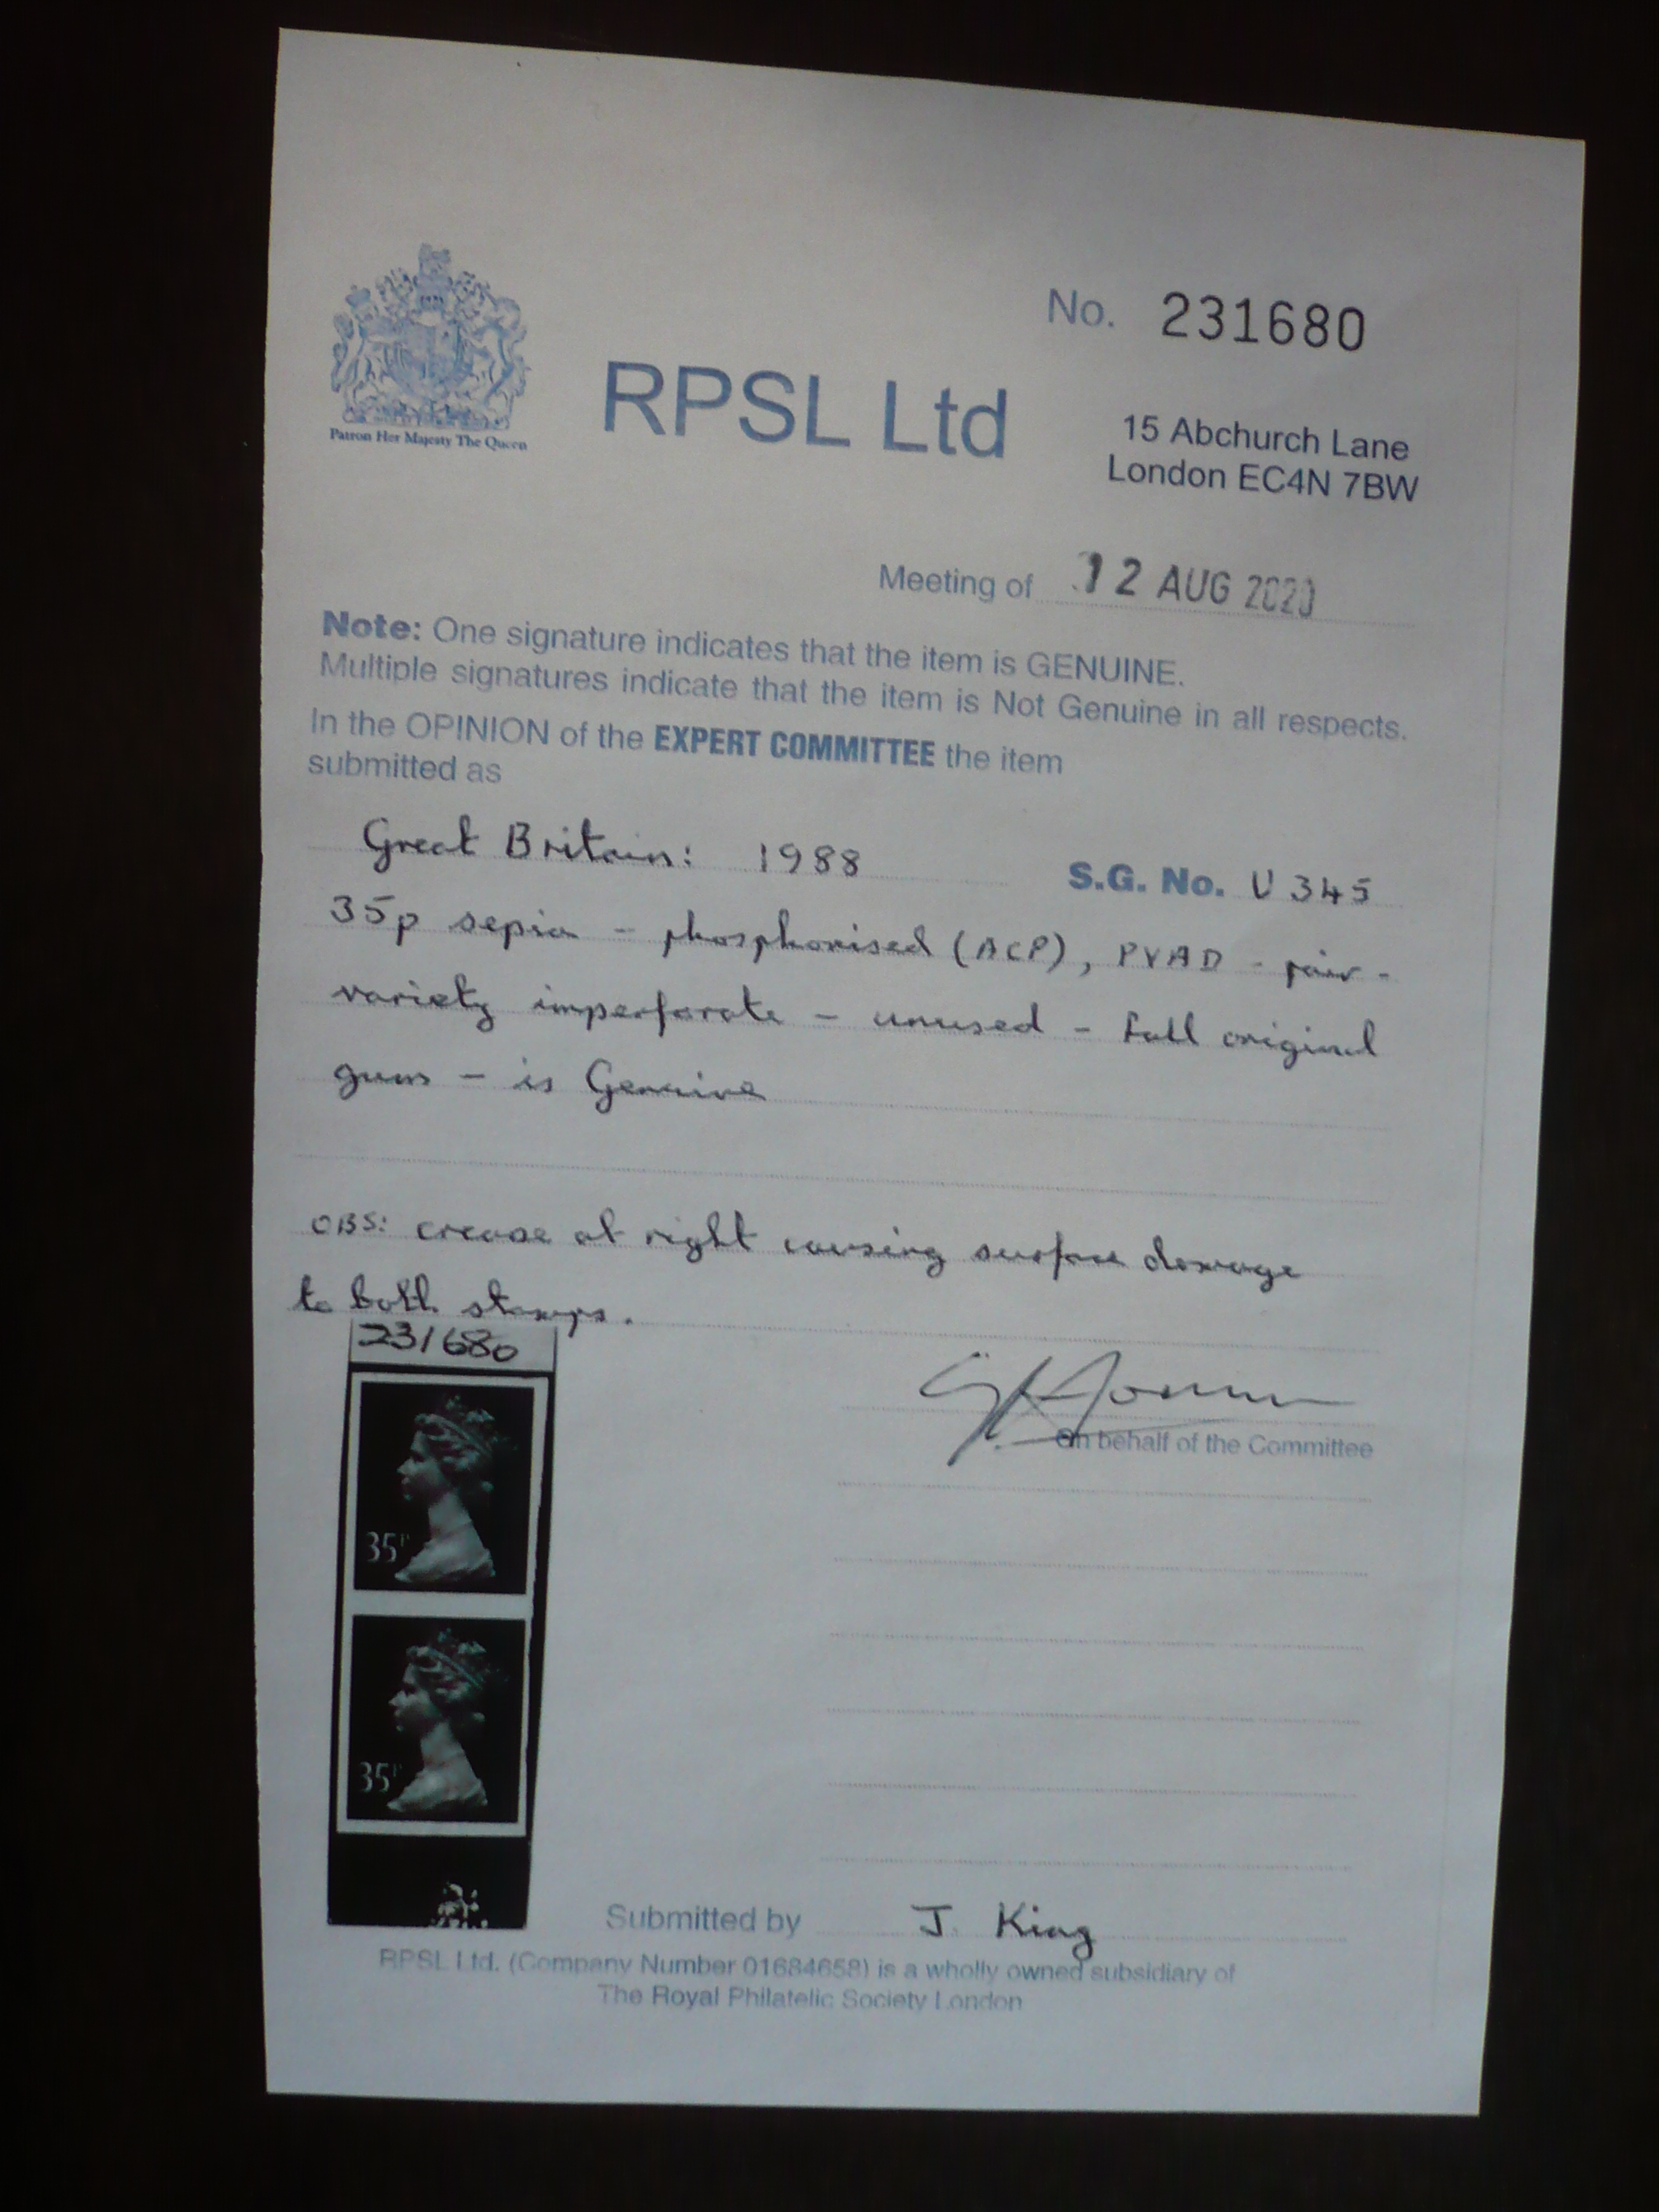 No. 231680
Patron Her Majesty The Queen
RPSL Ltd
15 Abchurch Lane
London EC4N 7BW
Meeting of 12 AUG 2020
Note: One signature indicates that the item is GENUINE.
Multiple signatures indicate that the item is Not Genuine in all respects.
In the OPINION of the EXPERT COMMITTEE the item
submitted as
Great Britain: 1988
S.G. No. U 345
35p sepia - phosphorised (ACP), PVAD - pair -
variety imperforate - unused - full original
gum - is Genuine
OBS: crease at right causing surface damage
to both stamps.
231680
35P
35P
On behalf of the Committee
Submitted by J King
RPSL Ltd. (Company Number 01684658) is a wholly owned subsidiary of
The Royal Philatelic Society London